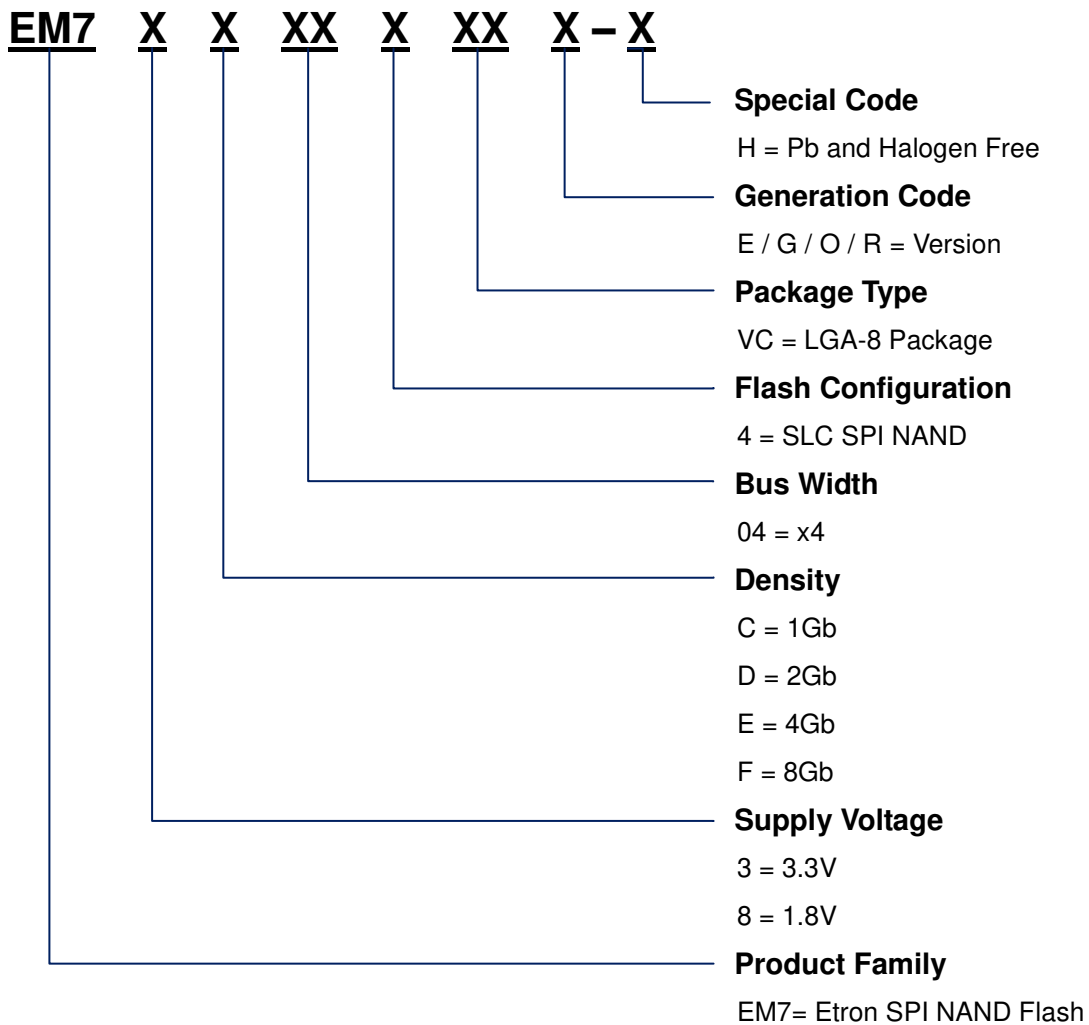 EM7 X X XX X XX X – X
Special Code
H = Pb and Halogen Free
Generation Code
E / G / O / R = Version
Package Type
VC = LGA-8 Package
Flash Configuration
4 = SLC SPI NAND
Bus Width
04 = x4
Density
C = 1Gb
D = 2Gb
E = 4Gb
F = 8Gb
Supply Voltage
3 = 3.3V
8 = 1.8V
Product Family
EM7= Etron SPI NAND Flash